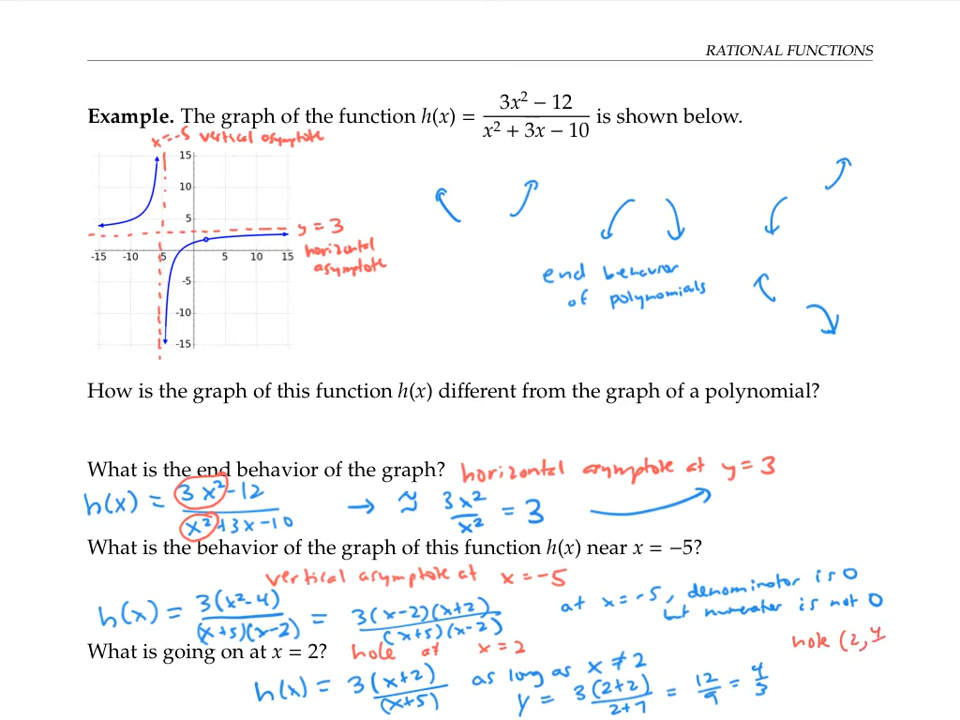 RATIONAL FUNCTIONS
Example. The graph of the function h(x) = (3x² − 12)/(x² + 3x − 10) is shown below.
x=-5 vertical asymptote
15
10
5
-15 -10 -5 5 10 15
-5
-10
-15
y = 3
horizontal
asymptote
end behavior
of polynomials
How is the graph of this function h(x) different from the graph of a polynomial?
What is the end behavior of the graph? horizontal asymptote at y = 3
h(x) = (3x² - 12)/(x² + 3x - 10) → ≈ 3x²/x² = 3
What is the behavior of the graph of this function h(x) near x = −5?
vertical asymptote at x = -5
at x = -5, denominator is 0
but numerator is not 0
h(x) = 3(x²-4)/((x+5)(x-2)) = 3(x-2)(x+2)/((x+5)(x-2))
What is going on at x = 2? hole at x = 2
hole (2, 4
h(x) = 3(x+2)/(x+5) as long as x ≠ 2
y = 3(2+2)/(2+7) = 12/9 = 4/3